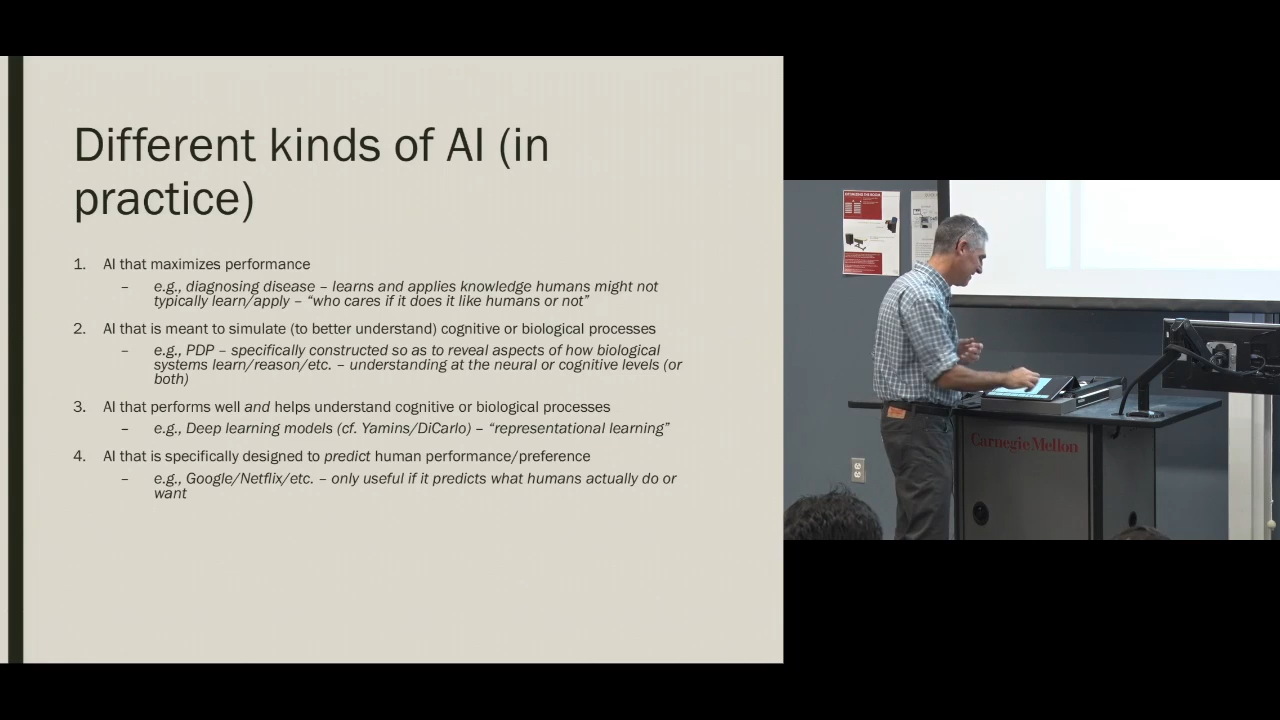 Different kinds of AI (in
practice)
1. AI that maximizes performance
– e.g., diagnosing disease – learns and applies knowledge humans might not
typically learn/apply – “who cares if it does it like humans or not”
2. AI that is meant to simulate (to better understand) cognitive or biological processes
– e.g., PDP – specifically constructed so as to reveal aspects of how biological
systems learn/reason/etc. – understanding at the neural or cognitive levels (or
both)
3. AI that performs well and helps understand cognitive or biological processes
– e.g., Deep learning models (cf. Yamins/DiCarlo) – “representational learning”
4. AI that is specifically designed to predict human performance/preference
– e.g., Google/Netflix/etc. – only useful if it predicts what humans actually do or
want
Carnegie Mellon